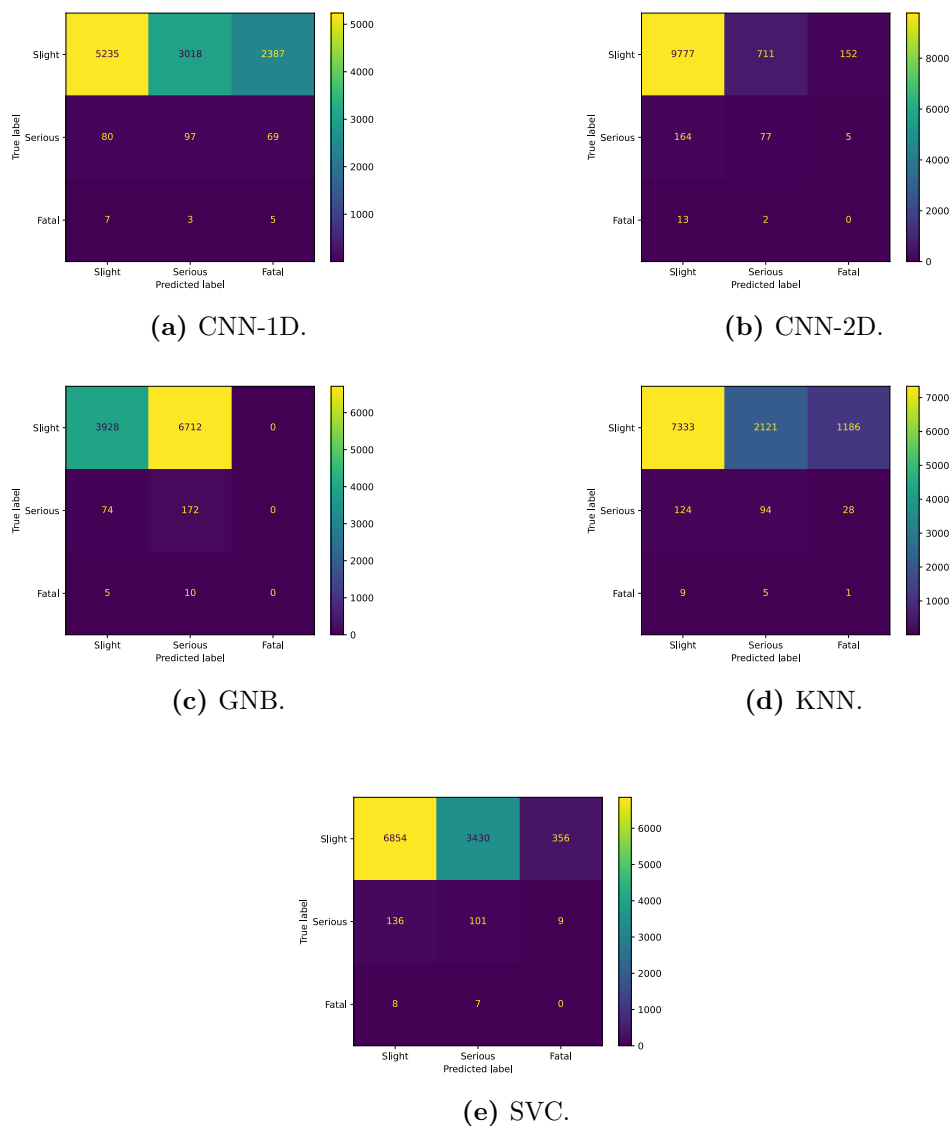 Slight 5235 3018 2387
Serious 80 97 69
Fatal 7 3 5
Slight Serious Fatal
Predicted label
True label
5000
4000
3000
2000
1000
(a) CNN-1D.
Slight 9777 711 152
Serious 164 77 5
Fatal 13 2 0
Slight Serious Fatal
Predicted label
True label
8000
6000
4000
2000
0
(b) CNN-2D.
Slight 3928 6712 0
Serious 74 172 0
Fatal 5 10 0
Slight Serious Fatal
Predicted label
True label
6000
5000
4000
3000
2000
1000
0
(c) GNB.
Slight 7333 2121 1186
Serious 124 94 28
Fatal 9 5 1
Slight Serious Fatal
Predicted label
True label
7000
6000
5000
4000
3000
2000
1000
(d) KNN.
Slight 6854 3430 356
Serious 136 101 9
Fatal 8 7 0
Slight Serious Fatal
Predicted label
True label
6000
5000
4000
3000
2000
1000
0
(e) SVC.